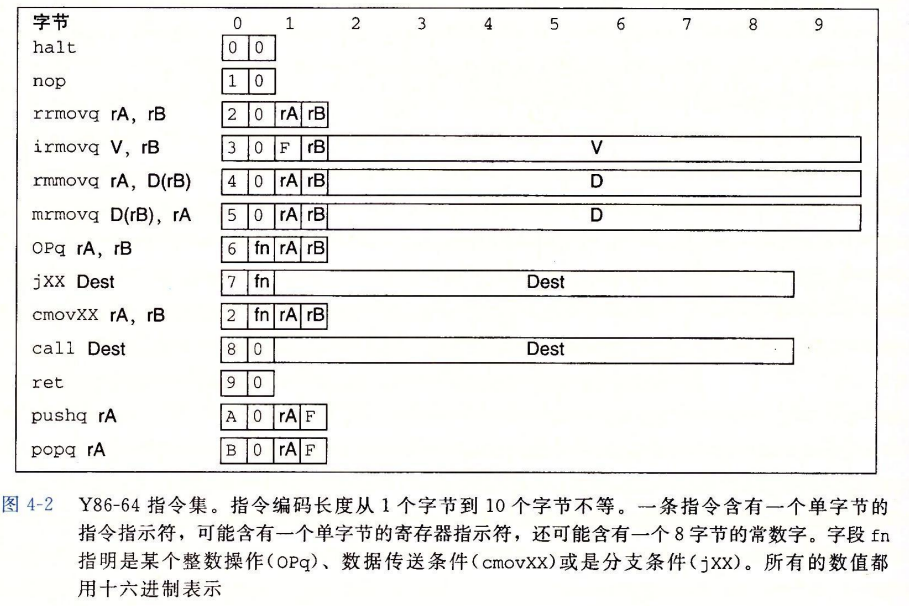 字节 0 1 2 3 4 5 6 7 8 9
halt 0 0
nop 1 0
rrmovq rA, rB 2 0 rA rB
irmovq V, rB 3 0 F rB V
rmmovq rA, D(rB) 4 0 rA rB D
mrmovq D(rB), rA 5 0 rA rB D
OPq rA, rB 6 fn rA rB
jXX Dest 7 fn Dest
cmovXX rA, rB 2 fn rA rB
call Dest 8 0 Dest
ret 9 0
pushq rA A 0 rA F
popq rA B 0 rA F
图 4-2 Y86-64 指令集。指令编码长度从 1 个字节到 10 个字节不等。一条指令含有一个单字节的
指令指示符，可能含有一个单字节的寄存器指示符，还可能含有一个 8 字节的常数字。字段 fn
指明是某个整数操作(OPq)、数据传送条件(cmovXX)或是分支条件(jXX)。所有的数值都
用十六进制表示